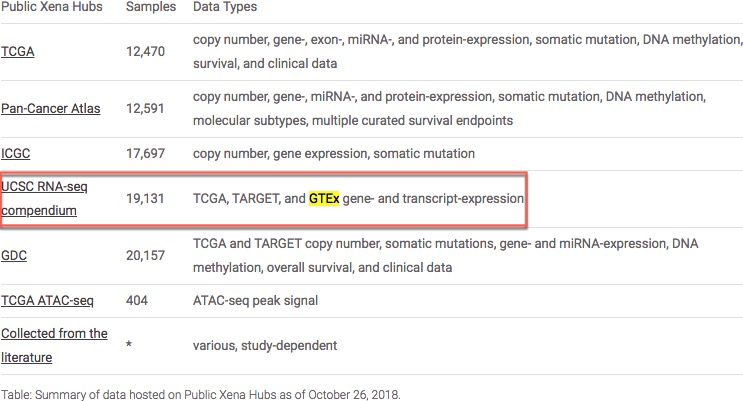 Public Xena Hubs Samples Data Types
TCGA 12,470 copy number, gene-, exon-, miRNA-, and protein-expression, somatic mutation, DNA methylation,
survival, and clinical data
Pan-Cancer Atlas 12,591 copy number, gene-, miRNA-, and protein-expression, somatic mutation, DNA methylation,
molecular subtypes, multiple curated survival endpoints
ICGC 17,697 copy number, gene expression, somatic mutation
UCSC RNA-seq
compendium 19,131 TCGA, TARGET, and GTEx gene- and transcript-expression
GDC 20,157 TCGA and TARGET copy number, somatic mutations, gene- and miRNA-expression, DNA
methylation, overall survival, and clinical data
TCGA ATAC-seq 404 ATAC-seq peak signal
Collected from the
literature * various, study-dependent
Table: Summary of data hosted on Public Xena Hubs as of October 26, 2018.